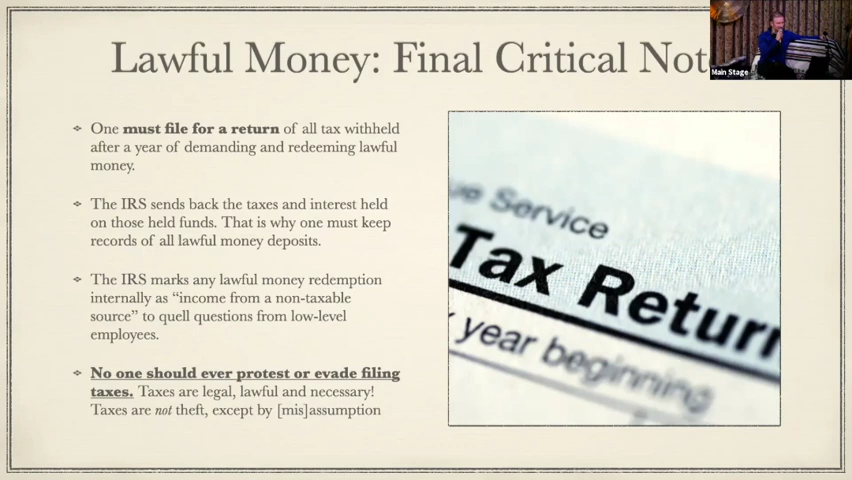 Lawful Money: Final Critical Not
Main Stage
One must file for a return of all tax withheld
after a year of demanding and redeeming lawful
money.
The IRS sends back the taxes and interest held
on those held funds. That is why one must keep
records of all lawful money deposits.
The IRS marks any lawful money redemption
internally as “income from a non-taxable
source” to quell questions from low-level
employees.
No one should ever protest or evade filing
taxes. Taxes are legal, lawful and necessary!
Taxes are not theft, except by [mis]assumption
ue Service
Tax Return
year beginning